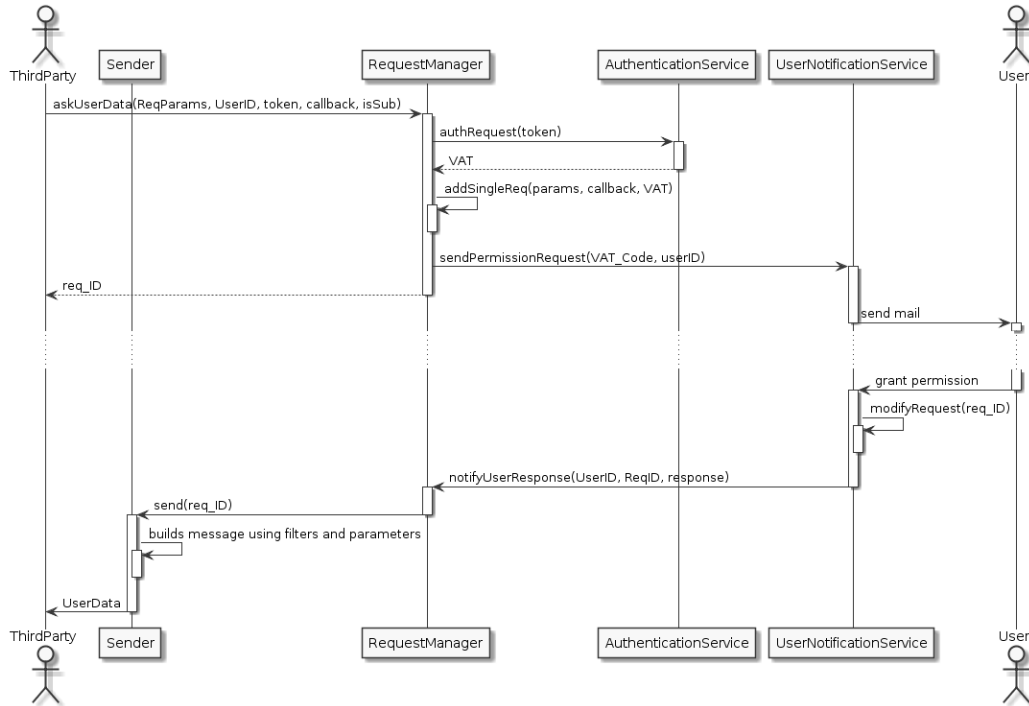 ThirdParty
Sender
RequestManager
AuthenticationService
UserNotificationService
User
askUserData(ReqParams, UserID, token, callback, isSub)
authRequest(token)
VAT
addSingleReq(params, callback, VAT)
sendPermissionRequest(VAT_Code, userID)
req_ID
send mail
grant permission
modifyRequest(req_ID)
notifyUserResponse(UserID, ReqID, response)
send(req_ID)
builds message using filters and parameters
UserData
ThirdParty
Sender
RequestManager
AuthenticationService
UserNotificationService
User